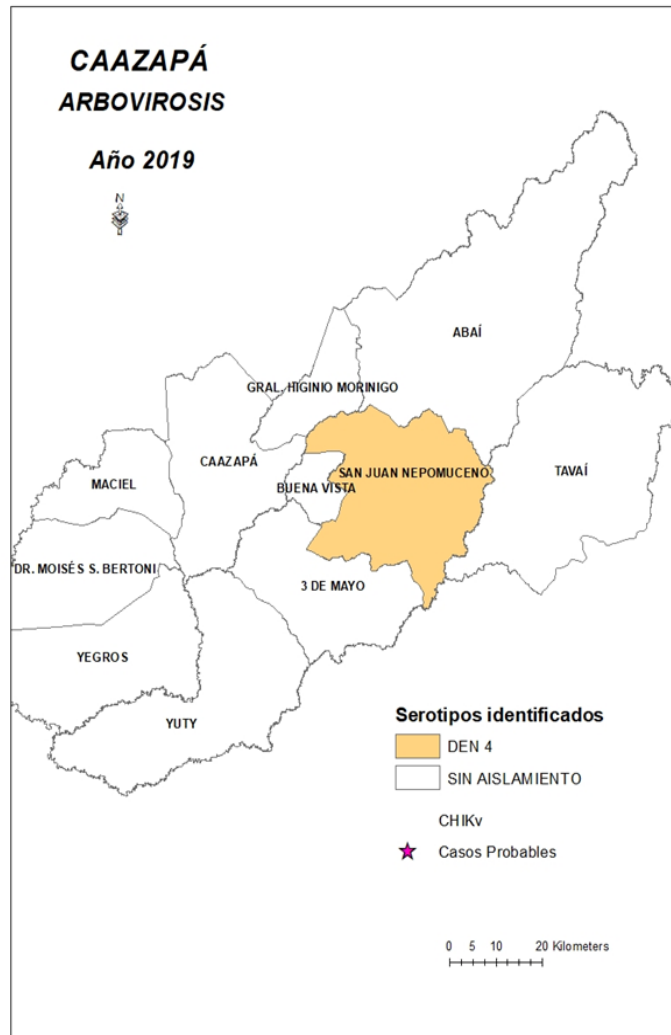 CAAZAPÁ
ARBOVIROSIS
Año 2019
N
ABAÍ
GRAL. HIGINIO MORINIGO
CAAZAPÁ
SAN JUAN NEPOMUCENO
TAVAÍ
MACIEL
BUENA VISTA
DR. MOISÉS S. BERTONI
3 DE MAYO
YEGROS
YUTY
Serotipos identificados
DEN 4
SIN AISLAMIENTO
CHIKv
Casos Probables
0 5 10 20 Kilometers